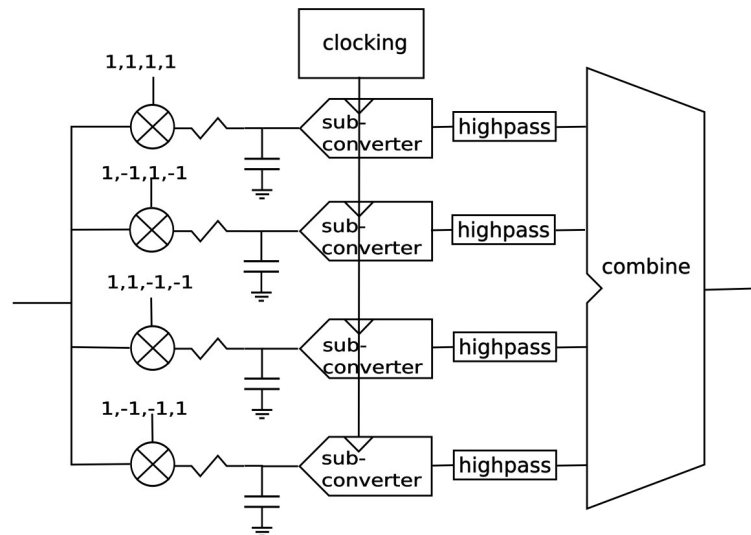 clocking
1,1,1,1
sub-
converter
highpass
1,-1,1,-1
sub-
converter
highpass
combine
1,1,-1,-1
sub-
converter
highpass
1,-1,-1,1
sub-
converter
highpass